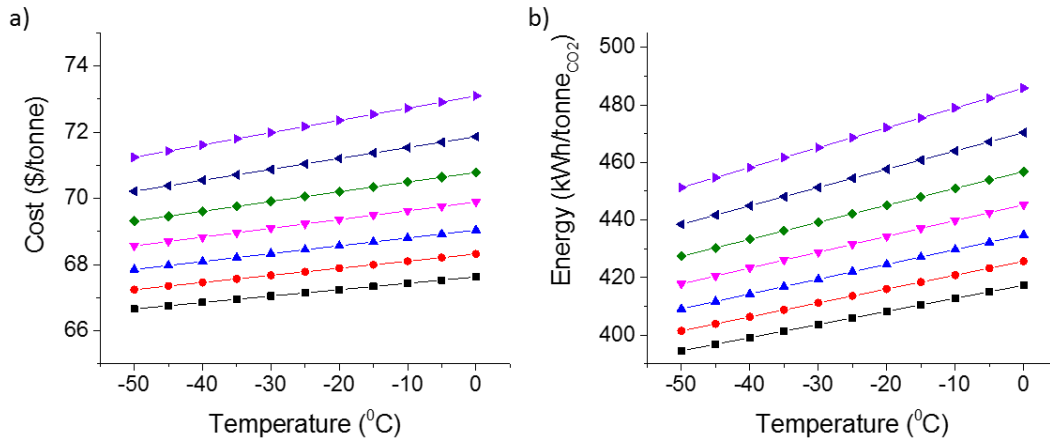 a)
Cost ($/tonne)
74
72
70
68
66
-50 -40 -30 -20 -10 0
Temperature (⁰C)
b)
Energy (kWh/tonneCO2)
500
480
460
440
420
400
-50 -40 -30 -20 -10 0
Temperature (⁰C)